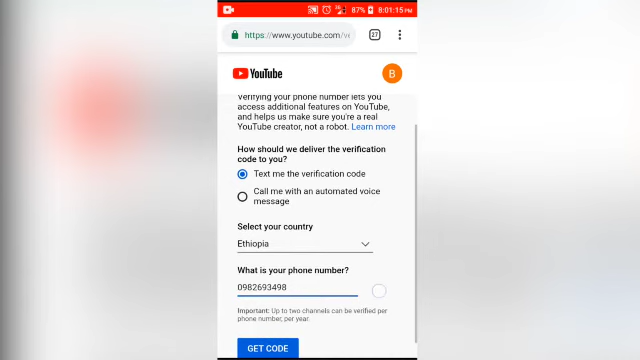 87% 8:01:15PM
https://www.youtube.com/ve
27
YouTube
B
Verifying your phone number lets you
access additional features on YouTube,
and helps us make sure you're a real
YouTube creator, not a robot. Learn more
How should we deliver the verification
code to you?
Text me the verification code
Call me with an automated voice
message
Select your country
Ethiopia
What is your phone number?
0982693498
Important: Up to two channels can be verified per
phone number, per year.
GET CODE